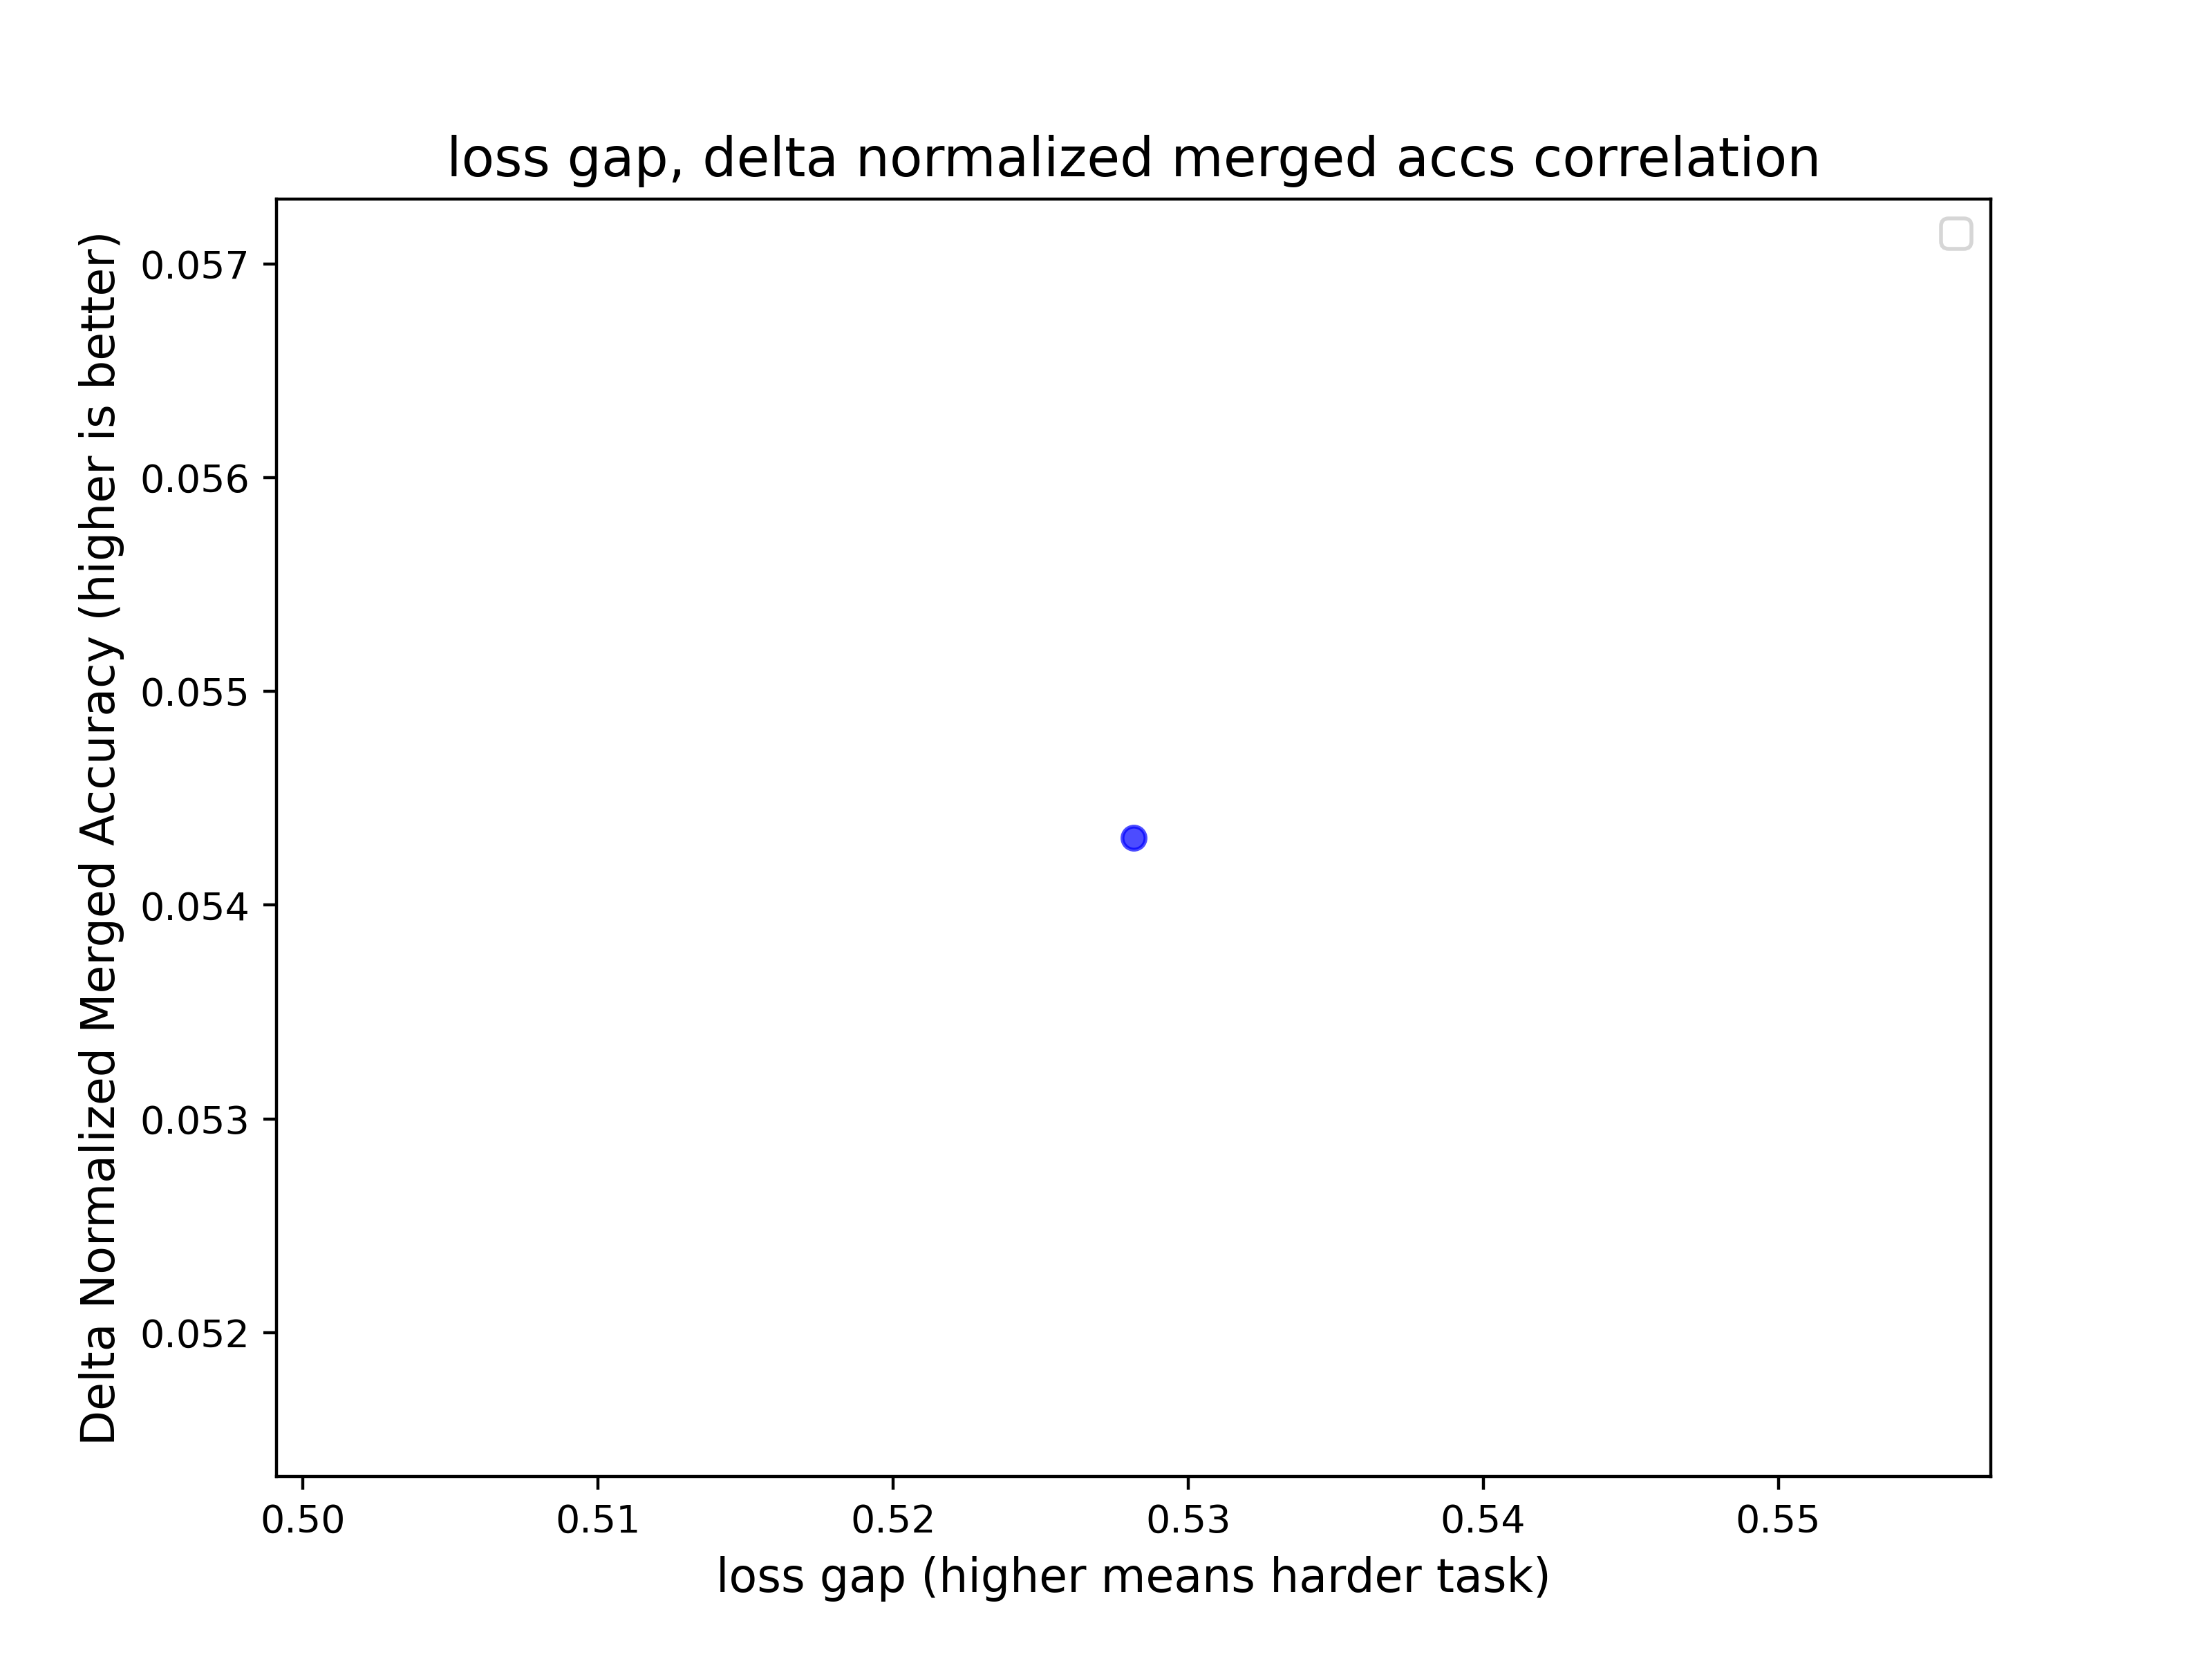 loss gap, delta normalized merged accs correlation
Delta Normalized Merged Accuracy (higher is better)
0.057
0.056
0.055
0.054
0.053
0.052
0.50 0.51 0.52 0.53 0.54 0.55
loss gap (higher means harder task)